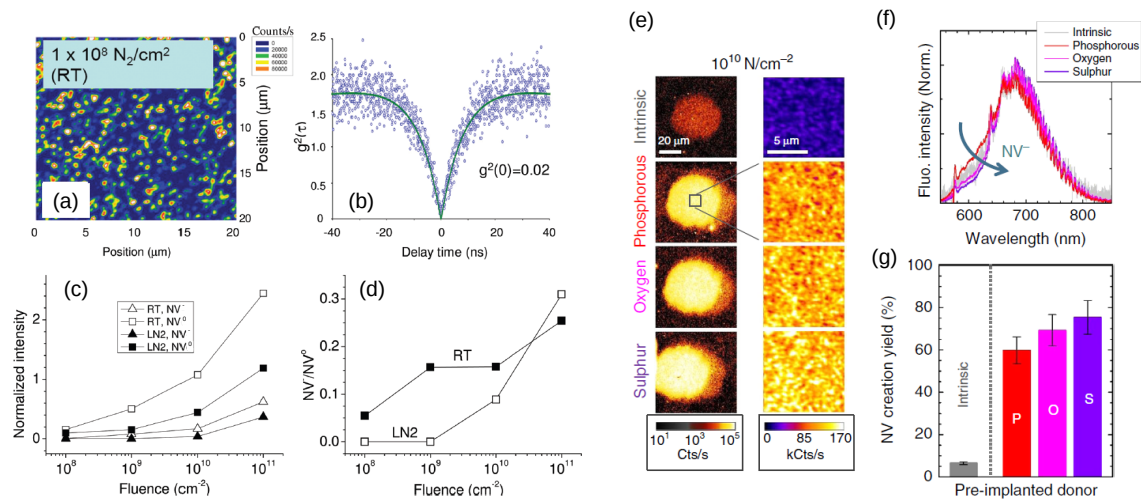 Counts/s
0
20000
40000
60000
80000
1 x 10⁸ N₂/cm²
(RT)
(a)
0
5
10
15
20
Position (μm)
0 5 10 15 20
Position (μm)
2.5
2.0
1.8
1.0
1.5
0
g²(τ)
g²(0)=0.02
(b)
-40 -20 0 20 40
Delay time (ns)
(c)
RT, NV⁻
RT, NV⁰
LN2, NV⁻
LN2, NV⁰
2
1
0
Normalized intensity
10⁸ 10⁹ 10¹⁰ 10¹¹
Fluence (cm⁻²)
(d)
0.4
0.3
0.2
0.1
0.0
NV⁻/NV⁰
RT
LN2
10⁸ 10⁹ 10¹⁰ 10¹¹
Fluence (cm⁻²)
(e)
10¹⁰ N/cm⁻²
Intrinsic
20 μm
5 μm
Phosphorous
Oxygen
Sulphur
10¹ 10³ 10⁵
Cts/s
0 85 170
kCts/s
(f)
Intrinsic
Phosphorous
Oxygen
Sulphur
Fluo. intensity (Norm.)
NV⁻
600 700 800
Wavelength (nm)
(g)
100
80
60
40
20
0
NV creation yield (%)
Intrinsic
P
O
S
Pre-implanted donor